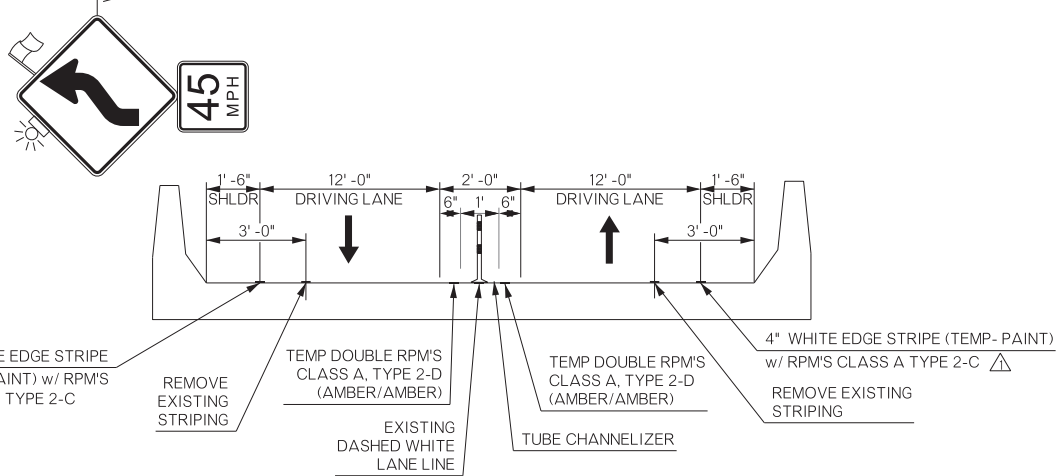 45
MPH
1' -6"
12' -0"
2' -0"
12' -0"
1' -6"
SHLDR
DRIVING LANE
6"
1'
6"
DRIVING LANE
SHLDR
3' -0"
3' -0"
EDGE STRIPE
w/ RPM'S
TYPE 2-C
REMOVE
EXISTING
STRIPING
TEMP DOUBLE RPM'S
CLASS A, TYPE 2-D
(AMBER/AMBER)
EXISTING
DASHED WHITE
LANE LINE
TUBE CHANNELIZER
TEMP DOUBLE RPM'S
CLASS A, TYPE 2-D
(AMBER/AMBER)
4" WHITE EDGE STRIPE (TEMP- PAINT)
w/ RPM'S CLASS A TYPE 2-C 1
REMOVE EXISTING
STRIPING